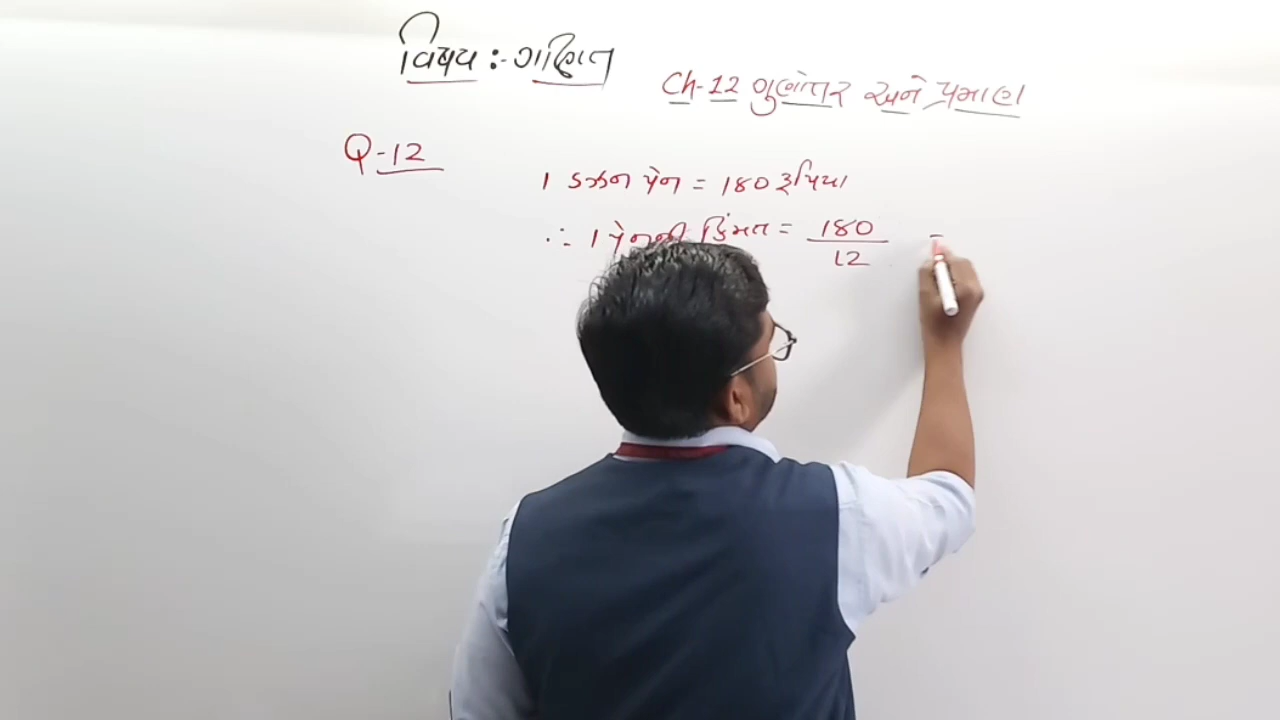 વિષય :- ગણિત
Ch-12 ગુણોત્તર અને પ્રમાણ
Q-12
1 ડઝન પેન = 180 રૂપિયા
∴ 1 પેનની કિંમત = 180/12 =